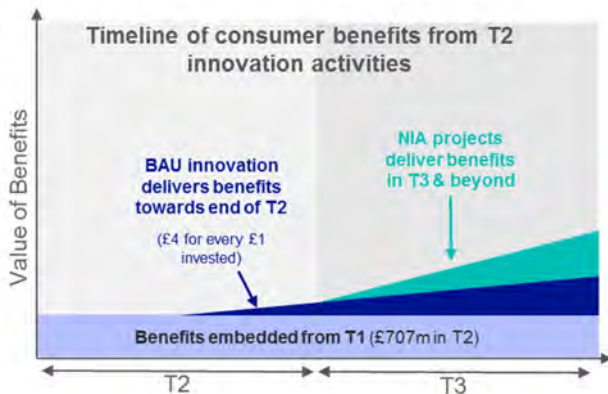 Timeline of consumer benefits from T2
innovation activities
Value of Benefits
BAU innovation
delivers benefits
towards end of T2
(£4 for every £1
invested)
NIA projects
deliver benefits
in T3 & beyond
Benefits embedded from T1 (£707m in T2)
T2
T3